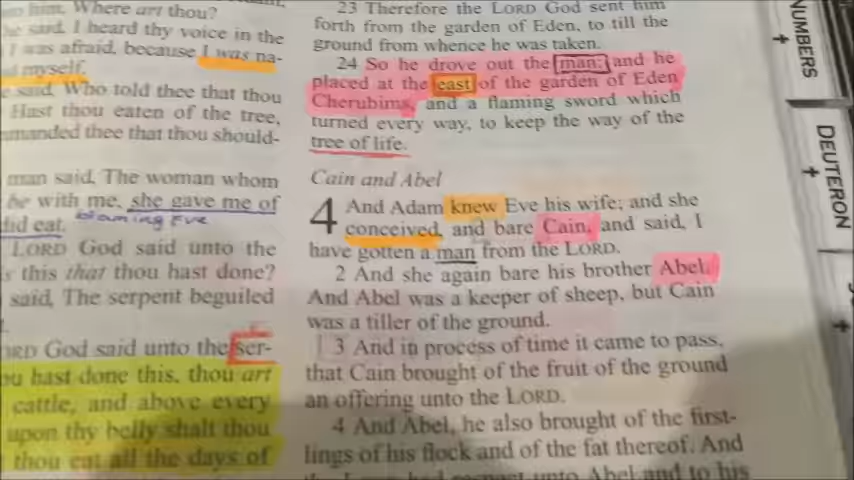 him. Where art thou?
said, I heard thy voice in the
I was afraid, because I was na-
myself.
said, Who told thee that thou
Hast thou eaten of the tree,
manded thee that thou should-
man said, The woman whom
be with me, she gave me of
did eat. blaming Eve
LORD God said unto the
is this that thou hast done?
said, The serpent beguiled
God said unto the ser-
hast done this, thou art
cattle, and above every
upon thy belly shalt thou
thou eat all the days of
23 Therefore the LORD God sent him
forth from the garden of Eden, to till the
ground from whence he was taken.
24 So he drove out the man; and he
placed at the east of the garden of Eden
Cherubims, and a flaming sword which
turned every way, to keep the way of the
tree of life.
Cain and Abel
4 And Adam knew Eve his wife; and she
conceived, and bare Cain, and said, I
have gotten a man from the LORD.
2 And she again bare his brother Abel.
And Abel was a keeper of sheep, but Cain
was a tiller of the ground.
3 And in process of time it came to pass,
that Cain brought of the fruit of the ground
an offering unto the LORD.
4 And Abel, he also brought of the first-
lings of his flock and of the fat thereof. And
unto Abel and to his
NUMBERS
DEUTERON